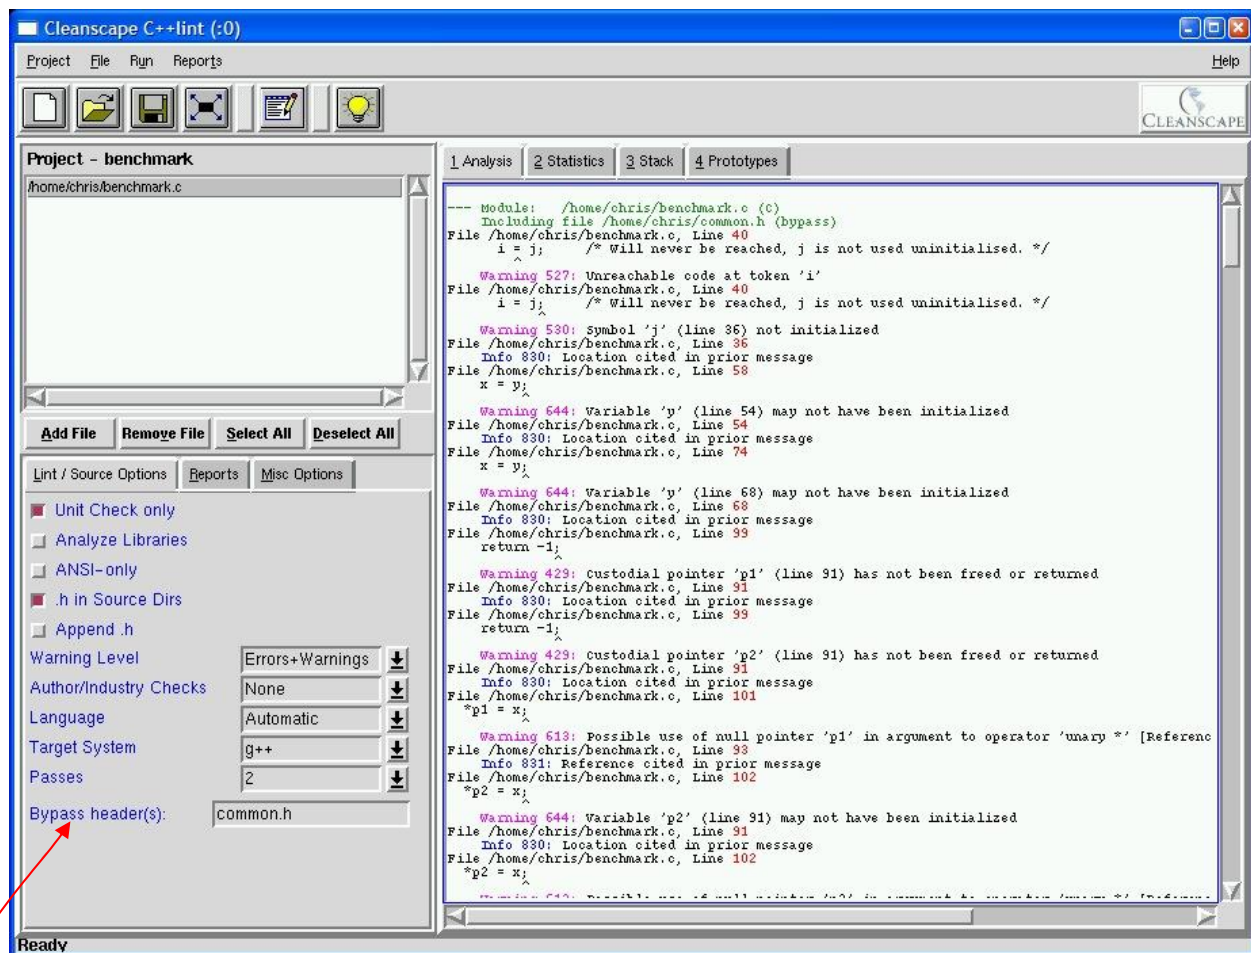 Cleanscape C++lint (:0)
Project File Run Reports Help
CLEANSCAPE
Project - benchmark
/home/chris/benchmark.c
Add File Remove File Select All Deselect All
Lint / Source Options Reports Misc Options
Unit Check only
Analyze Libraries
ANSI-only
.h in Source Dirs
Append .h
Warning Level Errors+Warnings
Author/Industry Checks None
Language Automatic
Target System g++
Passes 2
Bypass header(s): common.h
1 Analysis 2 Statistics 3 Stack 4 Prototypes
--- Module: /home/chris/benchmark.c (C)
Including file /home/chris/common.h (bypass)
File /home/chris/benchmark.c, Line 40
i = j; /* Will never be reached, j is not used uninitialised. */
^
Warning 527: Unreachable code at token 'i'
File /home/chris/benchmark.c, Line 40
i = j; /* Will never be reached, j is not used uninitialised. */
^
Warning 530: Symbol 'j' (line 36) not initialized
File /home/chris/benchmark.c, Line 36
Info 830: Location cited in prior message
File /home/chris/benchmark.c, Line 58
x = y;
^
Warning 644: Variable 'y' (line 54) may not have been initialized
File /home/chris/benchmark.c, Line 54
Info 830: Location cited in prior message
File /home/chris/benchmark.c, Line 74
x = y;
^
Warning 644: Variable 'y' (line 68) may not have been initialized
File /home/chris/benchmark.c, Line 68
Info 830: Location cited in prior message
File /home/chris/benchmark.c, Line 99
return -1;
^
Warning 429: Custodial pointer 'p1' (line 91) has not been freed or returned
File /home/chris/benchmark.c, Line 91
Info 830: Location cited in prior message
File /home/chris/benchmark.c, Line 99
return -1;
^
Warning 429: Custodial pointer 'p2' (line 91) has not been freed or returned
File /home/chris/benchmark.c, Line 91
Info 830: Location cited in prior message
File /home/chris/benchmark.c, Line 101
*p1 = x;
^
Warning 613: Possible use of null pointer 'p1' in argument to operator 'unary *' [Referenc
File /home/chris/benchmark.c, Line 93
Info 831: Reference cited in prior message
File /home/chris/benchmark.c, Line 102
*p2 = x;
^
Warning 644: Variable 'p2' (line 91) may not have been initialized
File /home/chris/benchmark.c, Line 91
Info 830: Location cited in prior message
File /home/chris/benchmark.c, Line 102
*p2 = x;
^
Ready